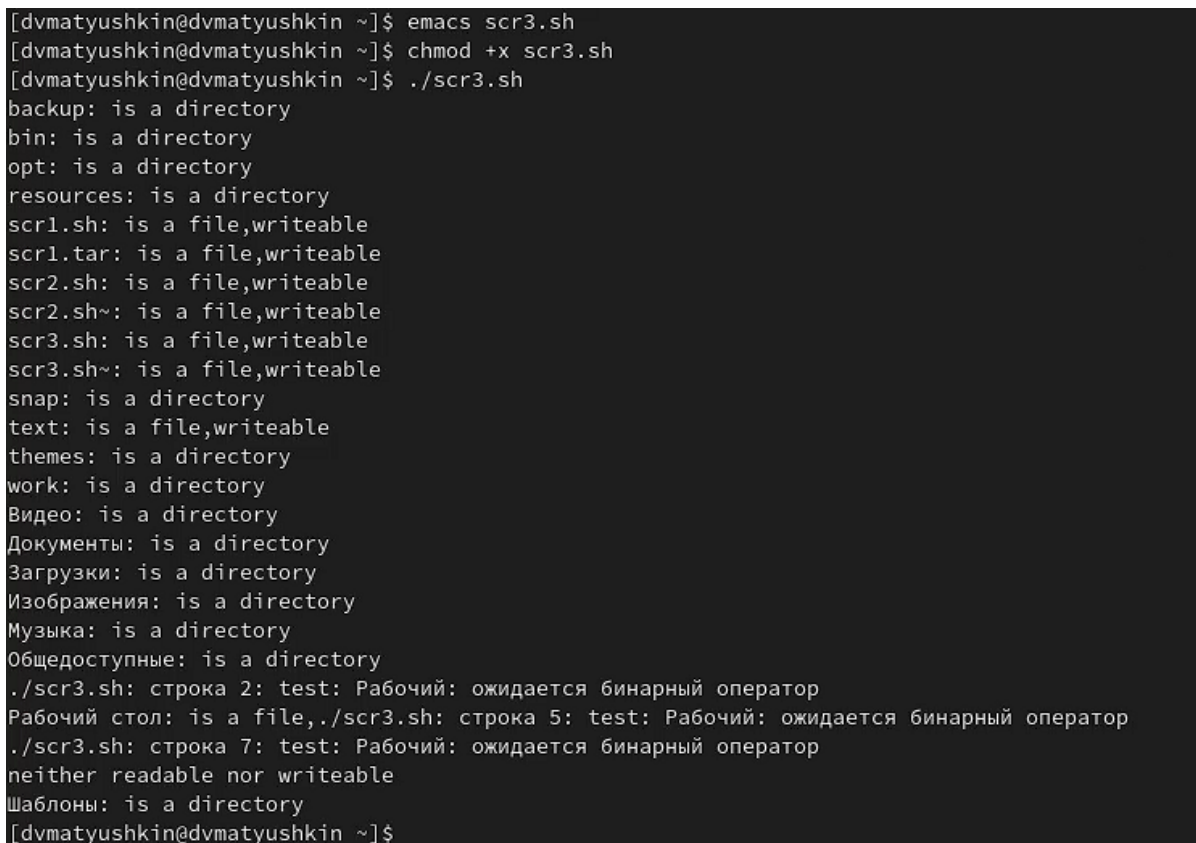 [dvmatyushkin@dvmatyushkin ~]$ emacs scr3.sh
[dvmatyushkin@dvmatyushkin ~]$ chmod +x scr3.sh
[dvmatyushkin@dvmatyushkin ~]$ ./scr3.sh
backup: is a directory
bin: is a directory
opt: is a directory
resources: is a directory
scr1.sh: is a file,writeable
scr1.tar: is a file,writeable
scr2.sh: is a file,writeable
scr2.sh~: is a file,writeable
scr3.sh: is a file,writeable
scr3.sh~: is a file,writeable
snap: is a directory
text: is a file,writeable
themes: is a directory
work: is a directory
Видео: is a directory
Документы: is a directory
Загрузки: is a directory
Изображения: is a directory
Музыка: is a directory
Общедоступные: is a directory
./scr3.sh: строка 2: test: Рабочий: ожидается бинарный оператор
Рабочий стол: is a file,./scr3.sh: строка 5: test: Рабочий: ожидается бинарный оператор
./scr3.sh: строка 7: test: Рабочий: ожидается бинарный оператор
neither readable nor writeable
Шаблоны: is a directory
[dvmatyushkin@dvmatyushkin ~]$